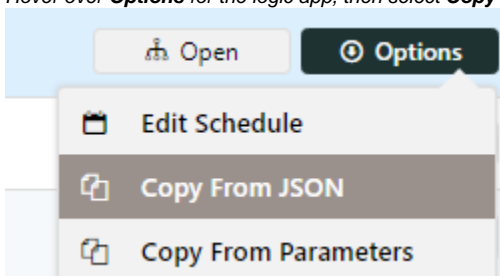 Hover over Options for the logic app, then select Copy
Open
Options
Edit Schedule
Copy From JSON
Copy From Parameters